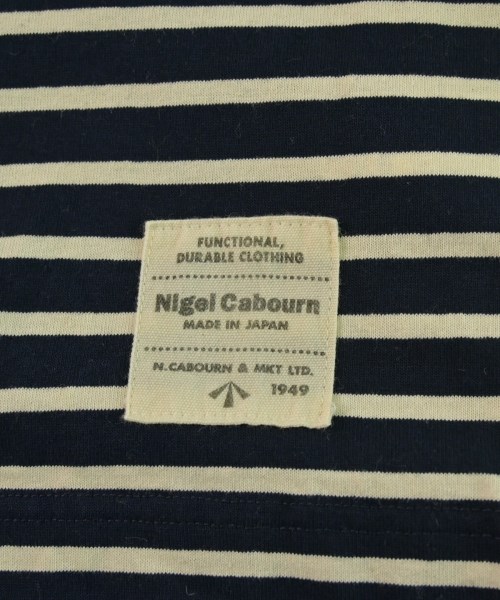 FUNCTIONAL,
DURABLE CLOTHING
Nigel Cabourn
MADE IN JAPAN
N. CABOURN & MKT LTD.
1949